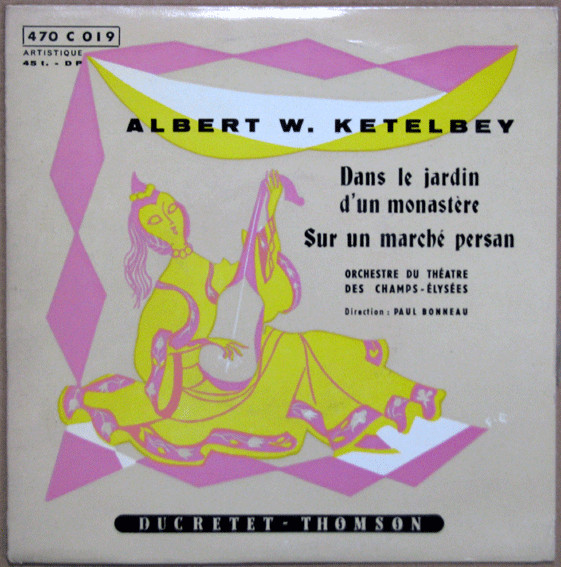 470 C 019
ARTISTIQUE
45 t. - DP
ALBERT W. KETELBEY
Dans le jardin
d'un monastère
Sur un marché persan
ORCHESTRE DU THÉATRE
DES CHAMPS-ÉLYSÉES
Direction : PAUL BONNEAU
DUCRETET-THOMSON